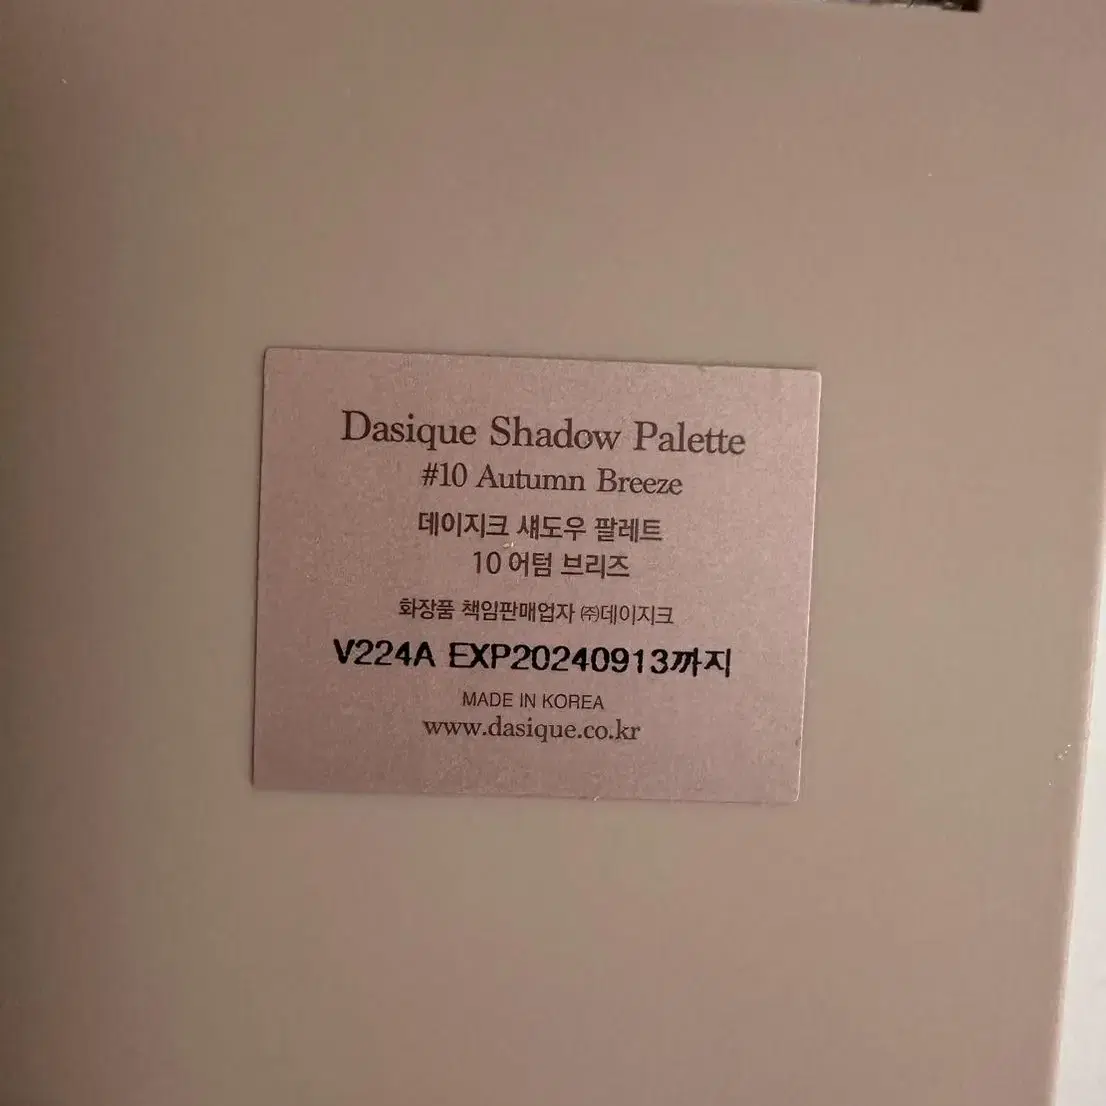 Dasique Shadow Palette
#10 Autumn Breeze
데이지크 섀도우 팔레트
10 어텀 브리즈
화장품 책임판매업자 ㈜데이지크
V224A EXP20240913까지
MADE IN KOREA
www.dasique.co.kr